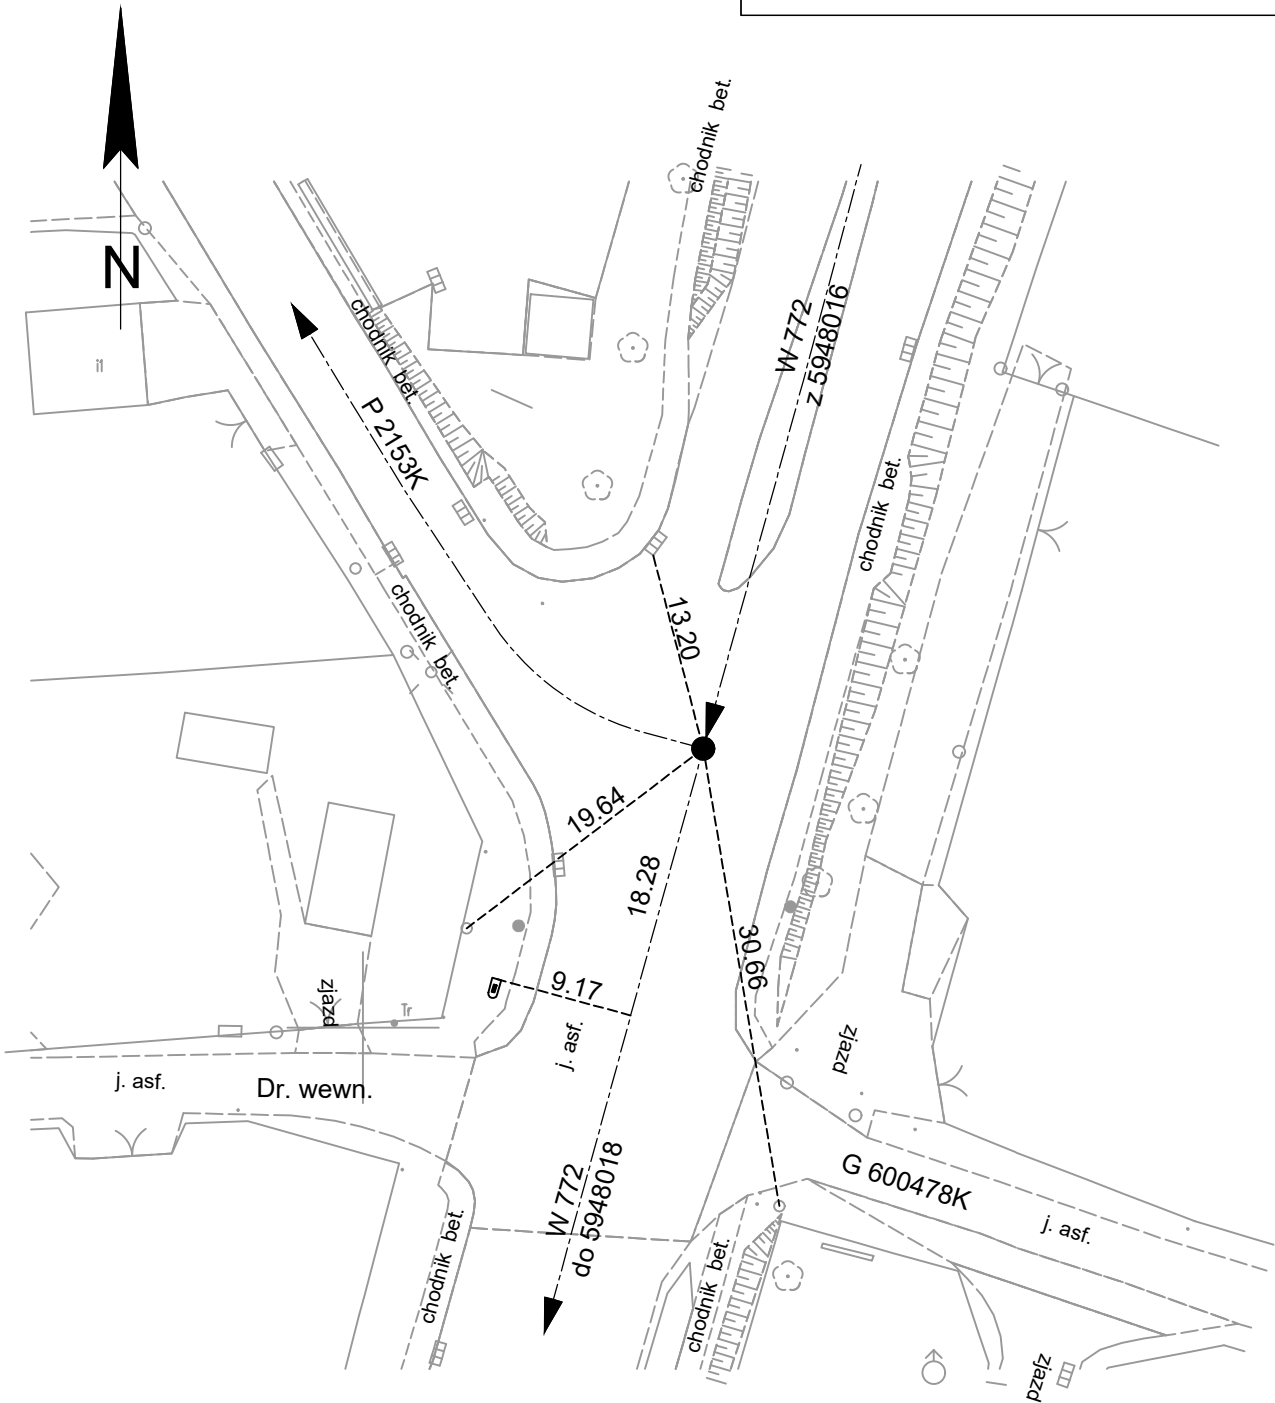 chodnik bet.
N
W 772
z 5948016
chodnik bet.
i1
P 2153K
chodnik bet.
chodnik bet.
13.20
19.64
18.28
30.66
9.17
zjazd
Tr
j. asf.
zjazd
j. asf.
Dr. wewn.
W 772
do 5948018
G 600478K
j. asf.
chodnik bet.
chodnik bet.
zjazd